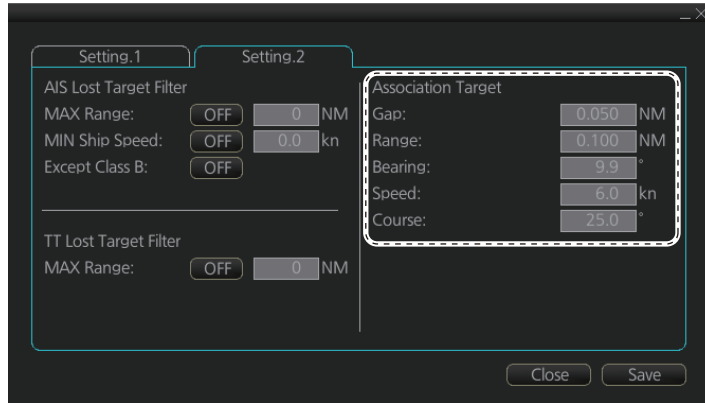 Setting.1
Setting.2
AIS Lost Target Filter
MAX Range: OFF 0 NM
MIN Ship Speed: OFF 0.0 kn
Except Class B: OFF
TT Lost Target Filter
MAX Range: OFF 0 NM
Association Target
Gap: 0.050 NM
Range: 0.100 NM
Bearing: 9.9 °
Speed: 6.0 kn
Course: 25.0 °
Close
Save